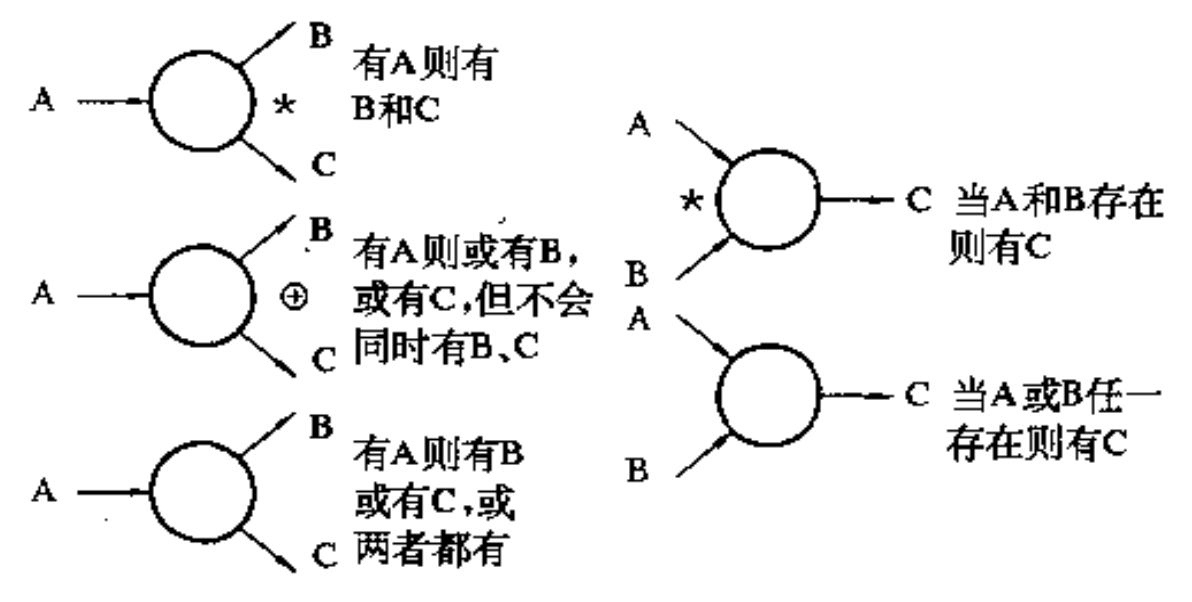 B
有A则有
A
*
B和C
C
B
有A则或有B,
A
⊕
或有C,但不会
C
同时有B、C
B
有A则有B
A
或有C,或
C
两者都有
A
*
C 当A和B存在
则有C
B
A
C 当A或B任一
存在则有C
B